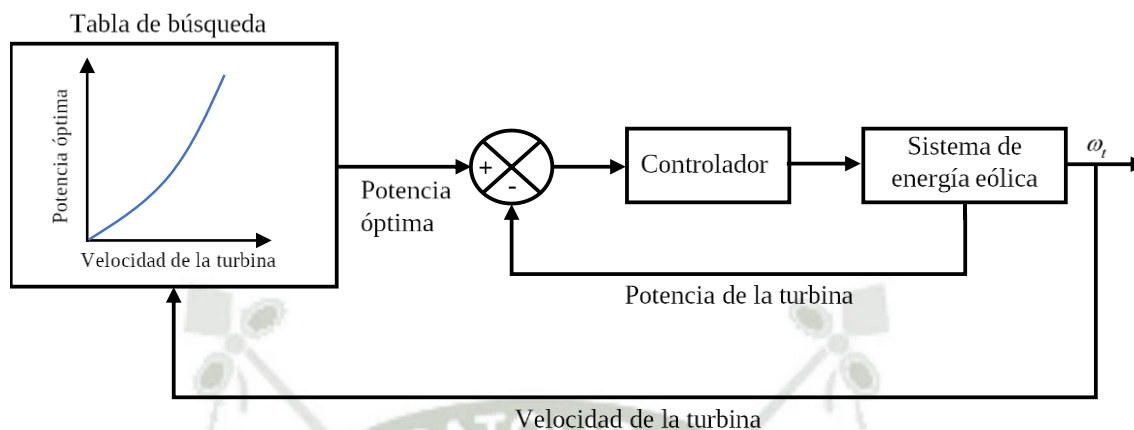 Tabla de búsqueda
Potencia óptima
Velocidad de la turbina
Potencia
óptima
+
-
Controlador
Sistema de
energía eólica
ω_t
Potencia de la turbina
Velocidad de la turbina